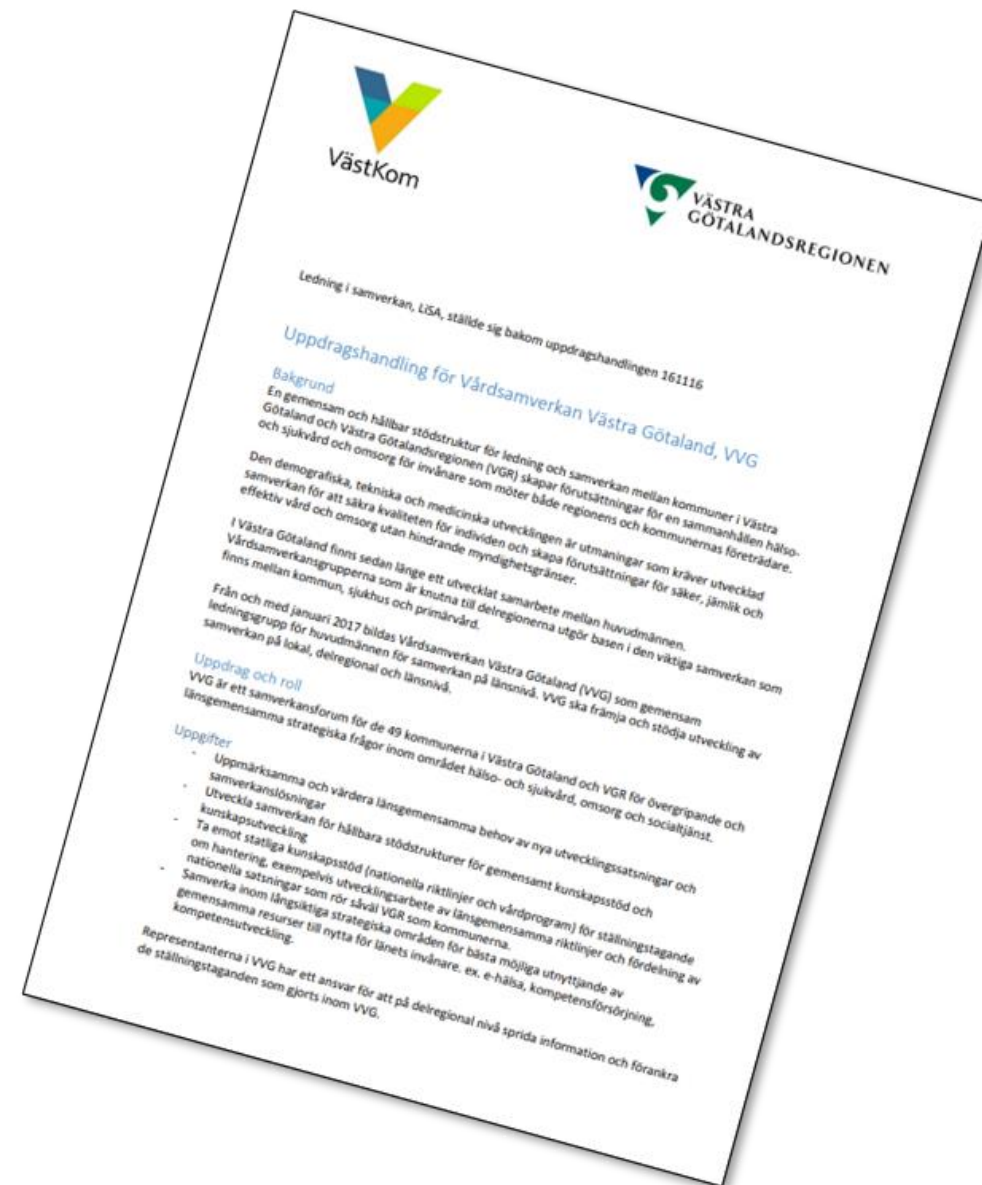 VästKom
VÄSTRA
GÖTALANDSREGIONEN
Ledning i samverkan, LiSA, ställde sig bakom uppdragshandlingen 161116
Uppdragshandling för Vårdsamverkan Västra Götaland, VVG
Bakgrund
En gemensam och hållbar stödstruktur för ledning och samverkan mellan kommuner i Västra
Götaland och Västra Götalandsregionen (VGR) skapar förutsättningar för en sammanhållen hälso-
och sjukvård och omsorg för invånare som möter både regionens och kommunernas företrädare.
Den demografiska, tekniska och medicinska utvecklingen är utmaningar som kräver utvecklad
samverkan för att säkra kvaliteten för individen och skapa förutsättningar för säker, jämlik och
effektiv vård och omsorg utan hindrande myndighetsgränser.
I Västra Götaland finns sedan länge ett utvecklat samarbete mellan huvudmännen.
Vårdsamverkansgrupperna som är knutna till delregionerna utgör basen i den viktiga samverkan som
finns mellan kommun, sjukhus och primärvård.
Från och med januari 2017 bildas Vårdsamverkan Västra Götaland (VVG) som gemensam
ledningsgrupp för huvudmännen för samverkan på länsnivå. VVG ska främja och stödja utveckling av
samverkan på lokal, delregional och länsnivå.
Uppdrag och roll
VVG är ett samverkansforum för de 49 kommunerna i Västra Götaland och VGR för övergripande och
länsgemensamma strategiska frågor inom området hälso- och sjukvård, omsorg och socialtjänst.
Uppgifter
- Uppmärksamma och värdera länsgemensamma behov av nya utvecklingssatsningar och
samverkanslösningar
- Utveckla samverkan för hållbara stödstrukturer för gemensamt kunskapsstöd och
kunskapsutveckling
- Ta emot statliga kunskapsstöd (nationella riktlinjer och vårdprogram) för ställningstagande
om hantering, exempelvis utvecklingsarbete av länsgemensamma riktlinjer och fördelning av
nationella satsningar som rör såväl VGR som kommunerna.
- Samverka inom långsiktiga strategiska områden för bästa möjliga utnyttjande av
gemensamma resurser till nytta för länets invånare. ex. e-hälsa, kompetensförsörjning,
kompetensutveckling.
Representanterna i VVG har ett ansvar för att på delregional nivå sprida information och förankra
de ställningstaganden som gjorts inom VVG.